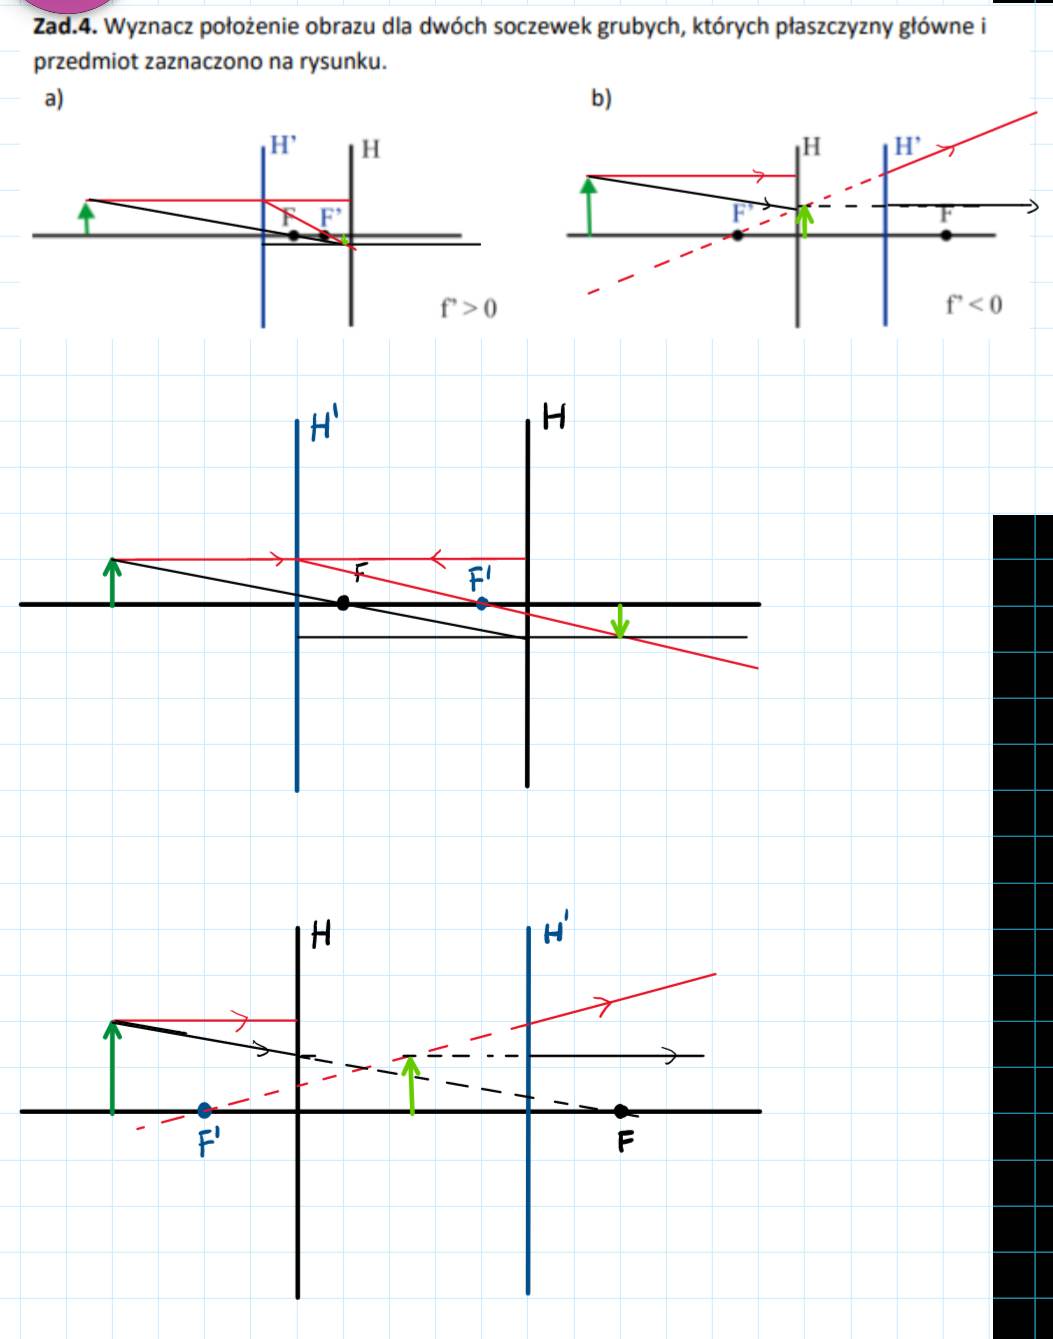 Zad.4. Wyznacz położenie obrazu dla dwóch soczewek grubych, których płaszczyzny główne i
przedmiot zaznaczono na rysunku.
a)
b)
H' H
F F'
f' > 0
H H'
F' F
f' < 0
H' H
F F'
H H'
F' F